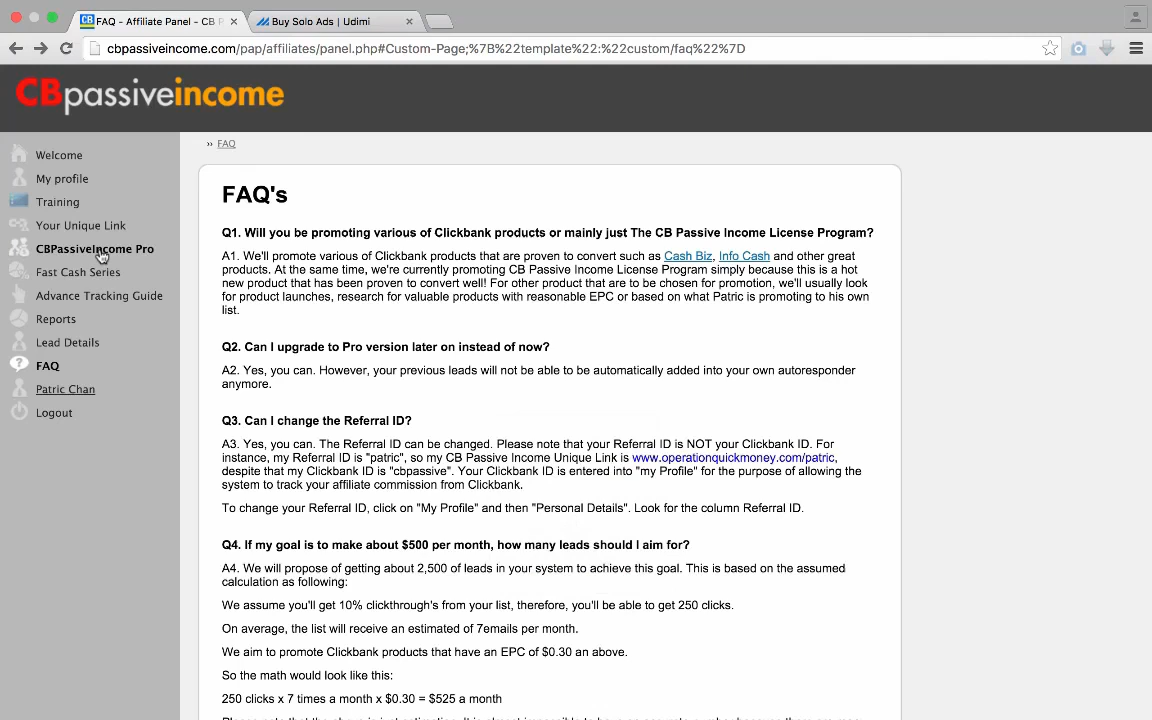 FAQ - Affiliate Panel - CB P
Buy Solo Ads | Udimi
cbpassiveincome.com/pap/affiliates/panel.php#Custom-Page;%7B%22template%22:%22custom/faq%22%7D
CBpassiveincome
Welcome
My profile
Training
Your Unique Link
CBPassiveIncome Pro
Fast Cash Series
Advance Tracking Guide
Reports
Lead Details
FAQ
Patric Chan
Logout
›› FAQ
FAQ's
Q1. Will you be promoting various of Clickbank products or mainly just The CB Passive Income License Program?
A1. We'll promote various of Clickbank products that are proven to convert such as Cash Biz, Info Cash and other great
products. At the same time, we're currently promoting CB Passive Income License Program simply because this is a hot
new product that has been proven to convert well! For other product that are to be chosen for promotion, we'll usually look
for product launches, research for valuable products with reasonable EPC or based on what Patric is promoting to his own
list.
Q2. Can I upgrade to Pro version later on instead of now?
A2. Yes, you can. However, your previous leads will not be able to be automatically added into your own autoresponder
anymore.
Q3. Can I change the Referral ID?
A3. Yes, you can. The Referral ID can be changed. Please note that your Referral ID is NOT your Clickbank ID. For
instance, my Referral ID is "patric", so my CB Passive Income Unique Link is www.operationquickmoney.com/patric,
despite that my Clickbank ID is "cbpassive". Your Clickbank ID is entered into "my Profile" for the purpose of allowing the
system to track your affiliate commission from Clickbank.
To change your Referral ID, click on "My Profile" and then "Personal Details". Look for the column Referral ID.
Q4. If my goal is to make about $500 per month, how many leads should I aim for?
A4. We will propose of getting about 2,500 of leads in your system to achieve this goal. This is based on the assumed
calculation as following:
We assume you'll get 10% clickthrough's from your list, therefore, you'll be able to get 250 clicks.
On average, the list will receive an estimated of 7emails per month.
We aim to promote Clickbank products that have an EPC of $0.30 an above.
So the math would look like this:
250 clicks x 7 times a month x $0.30 = $525 a month